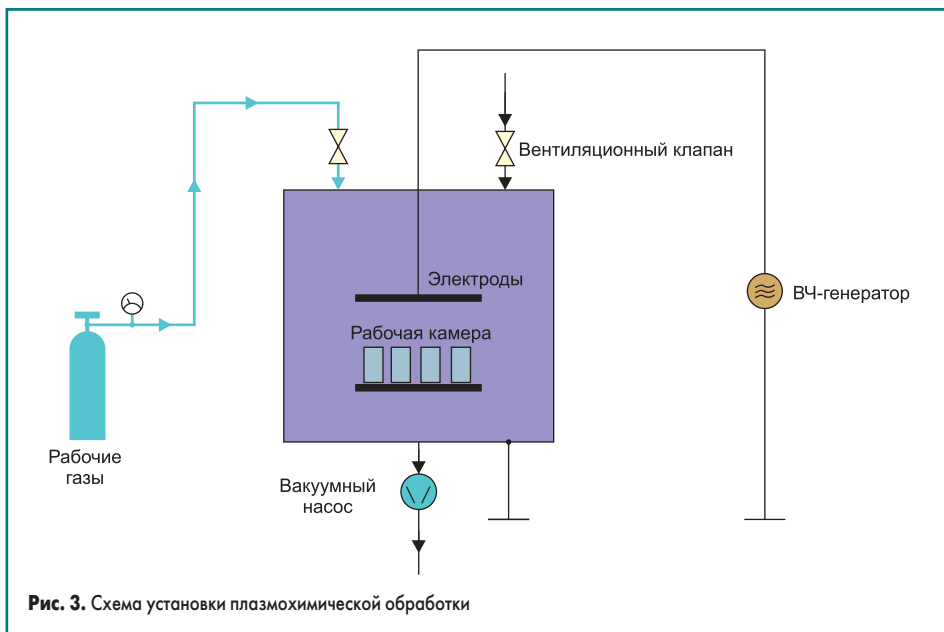 Вентиляционный клапан
Электроды
ВЧ-генератор
Рабочая камера
Рабочие
газы
Вакуумный
насос
Рис. 3. Схема установки плазмохимической обработки